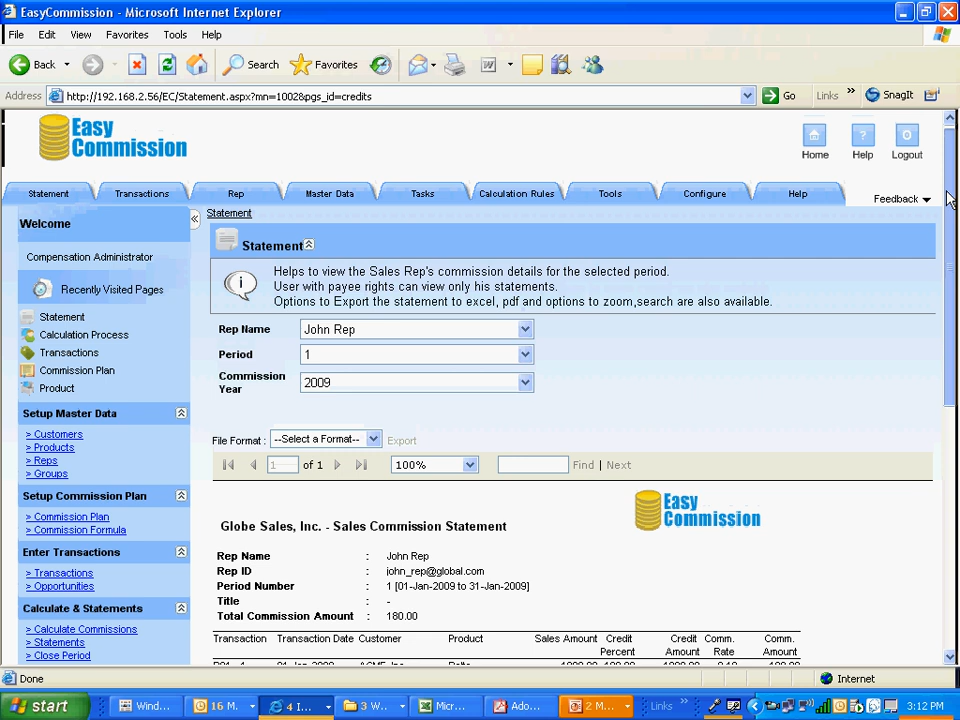 EasyCommission - Microsoft Internet Explorer
File Edit View Favorites Tools Help
Back Search Favorites
Address http://192.168.2.56/EC/Statement.aspx?mn=1002&pgs_id=credits Go Links » SnagIt
Easy Commission
Home Help Logout
Statement Transactions Rep Master Data Tasks Calculation Rules Tools Configure Help
Feedback
Welcome
Compensation Administrator
Recently Visited Pages
Statement
Calculation Process
Transactions
Commission Plan
Product
Setup Master Data
> Customers
> Products
> Reps
> Groups
Setup Commission Plan
> Commission Plan
> Commission Formula
Enter Transactions
> Transactions
> Opportunities
Calculate & Statements
> Calculate Commissions
> Statements
> Close Period
Statement
Statement
Helps to view the Sales Rep's commission details for the selected period.
User with payee rights can view only his statements.
Options to Export the statement to excel, pdf and options to zoom,search are also available.
Rep Name John Rep
Period 1
Commission Year 2009
File Format : --Select a Format-- Export
1 of 1 100% Find | Next
Easy Commission
Globe Sales, Inc. - Sales Commission Statement
Rep Name : John Rep
Rep ID : john_rep@global.com
Period Number : 1 [01-Jan-2009 to 31-Jan-2009]
Title : -
Total Commission Amount : 180.00
Transaction Transaction Date Customer Product Sales Amount Credit Percent Credit Amount Comm. Rate Comm. Amount
Done Internet
start Wind... 16 M... 4 I... 3 W... Micr... Ado... 2 M... Links » 3:12 PM